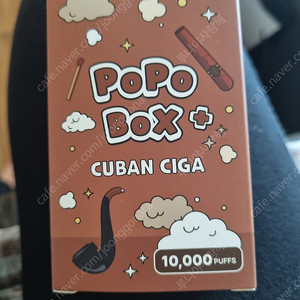 PoPo
BOX +
CUBAN CIGA
10,000 PUFFS